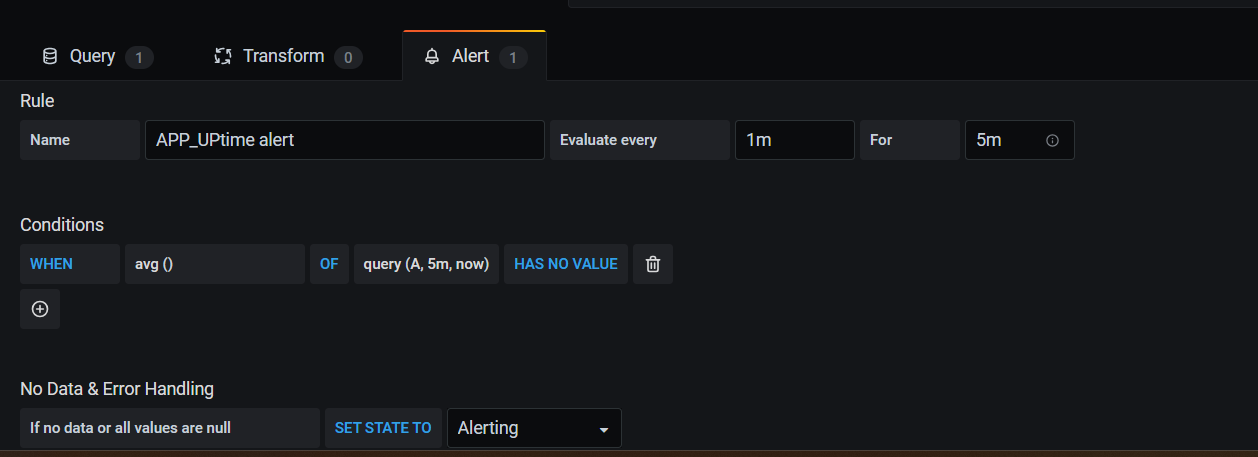 Query 1 Transform 0 Alert 1
Rule
Name APP_UPtime alert Evaluate every 1m For 5m
Conditions
WHEN avg () OF query (A, 5m, now) HAS NO VALUE
No Data & Error Handling
If no data or all values are null SET STATE TO Alerting